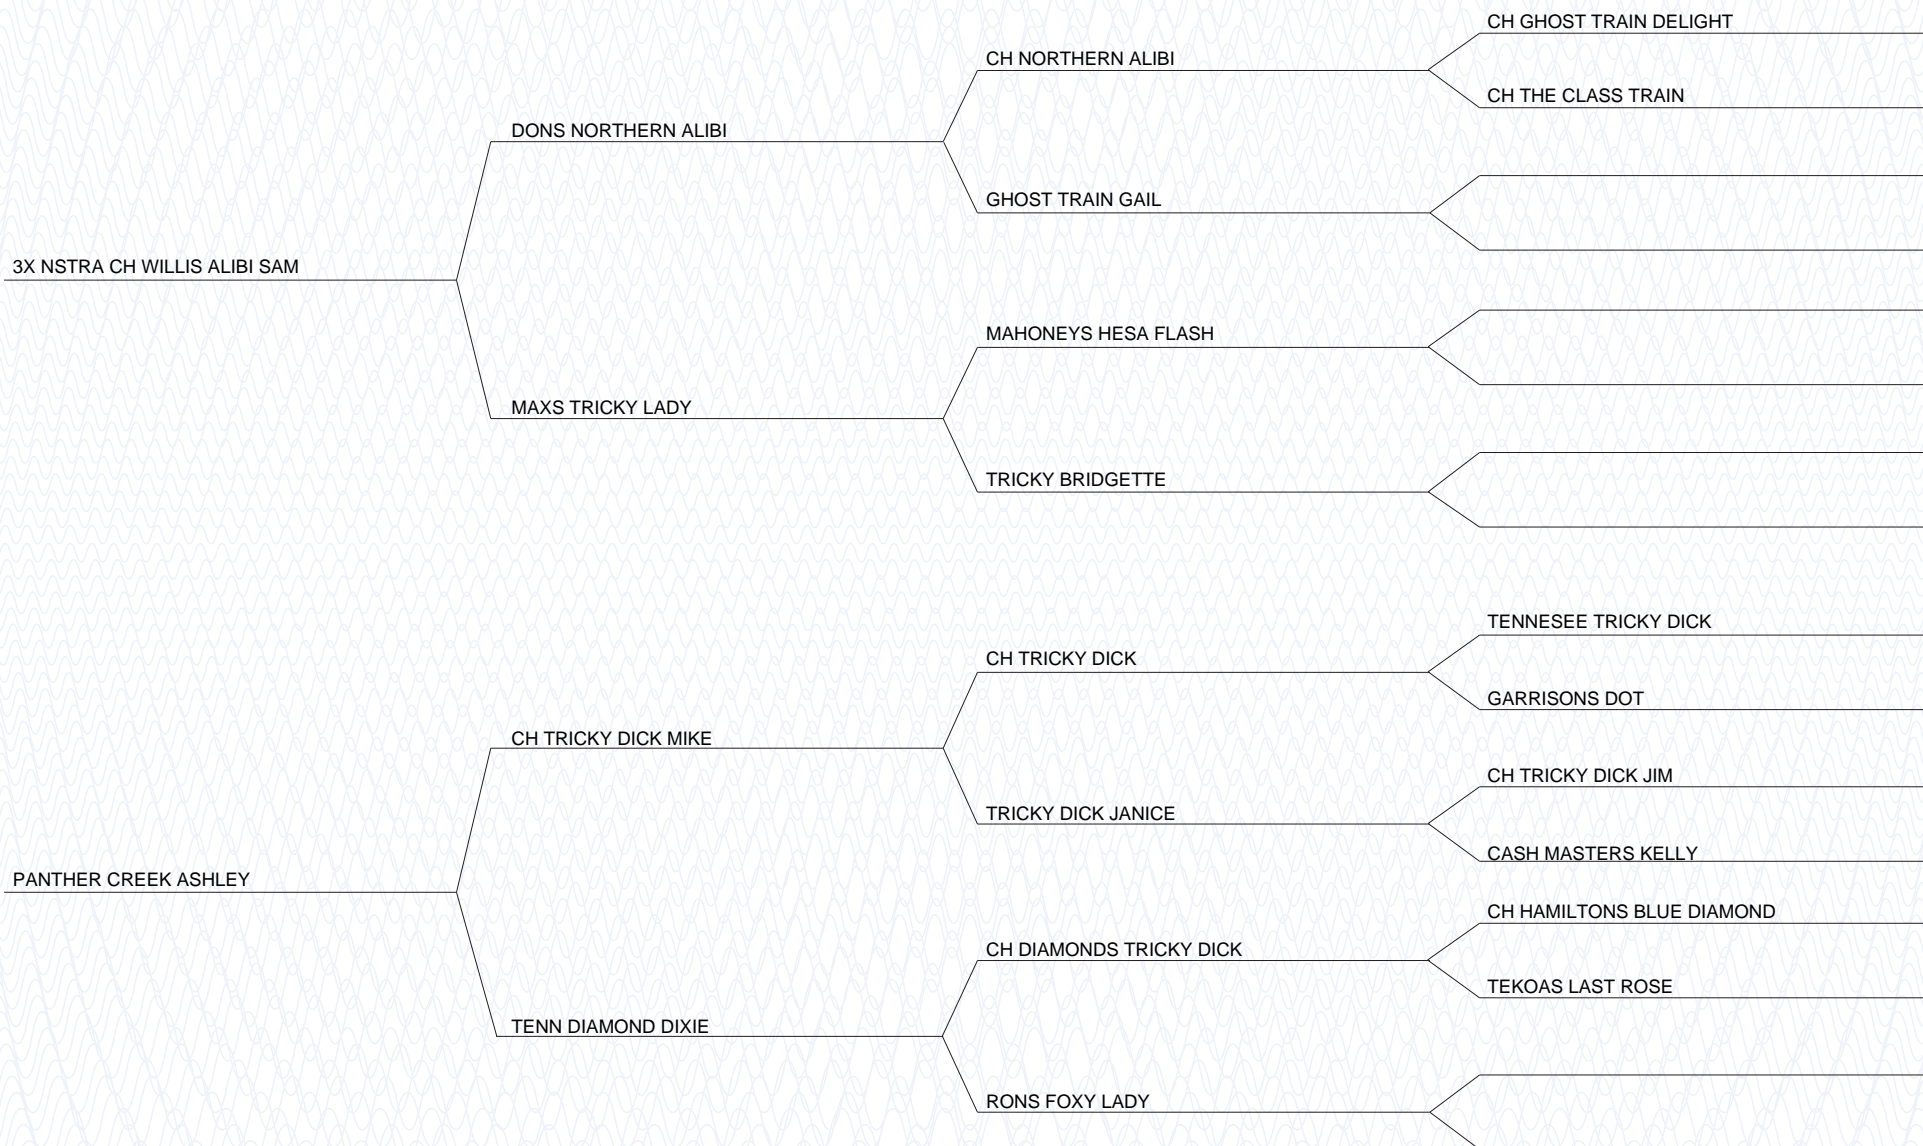 CH GHOST TRAIN DELIGHT
CH NORTHERN ALIBI
CH THE CLASS TRAIN
DONS NORTHERN ALIBI
GHOST TRAIN GAIL
3X NSTRA CH WILLIS ALIBI SAM
MAHONEYS HESA FLASH
MAXS TRICKY LADY
TRICKY BRIDGETTE
TENNESEE TRICKY DICK
CH TRICKY DICK
GARRISONS DOT
CH TRICKY DICK MIKE
CH TRICKY DICK JIM
TRICKY DICK JANICE
CASH MASTERS KELLY
PANTHER CREEK ASHLEY
CH HAMILTONS BLUE DIAMOND
CH DIAMONDS TRICKY DICK
TEKOAS LAST ROSE
TENN DIAMOND DIXIE
RONS FOXY LADY